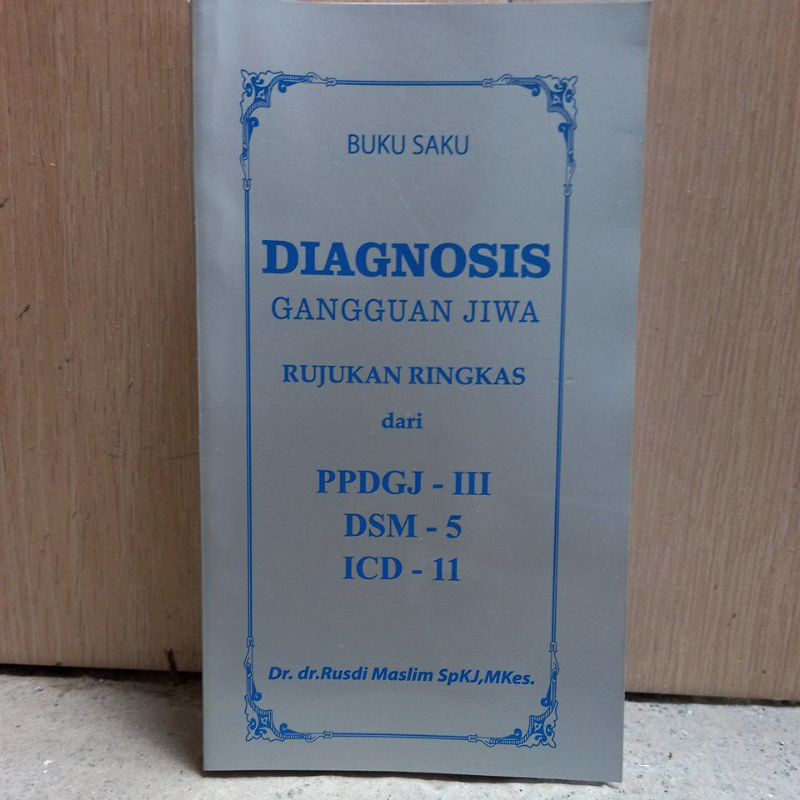 BUKU SAKU
DIAGNOSIS
GANGGUAN JIWA
RUJUKAN RINGKAS
dari
PPDGJ - III
DSM - 5
ICD - 11
Dr. dr.Rusdi Maslim SpKJ,MKes.